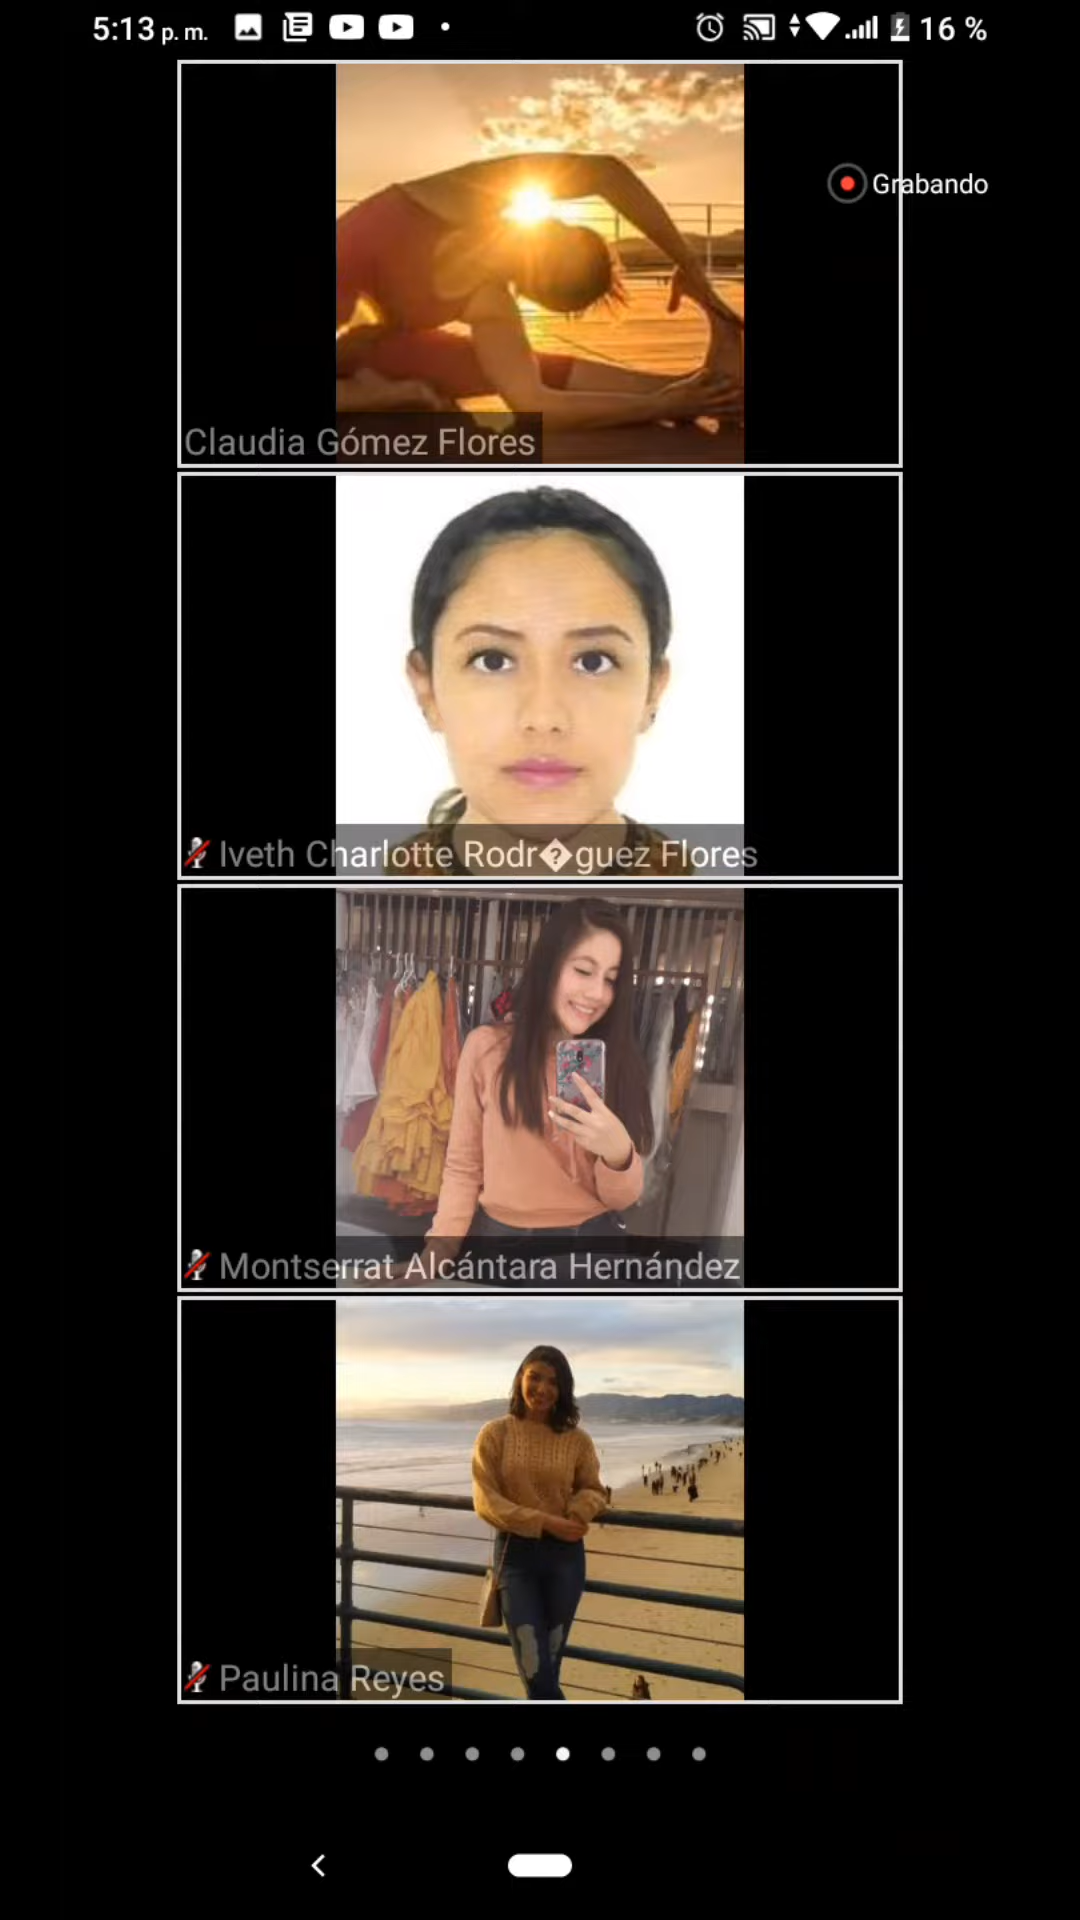 5:13 p. m.
16 %
Grabando
Claudia Gómez Flores
Iveth Charlotte Rodr�guez Flores
Montserrat Alcántara Hernández
Paulina Reyes